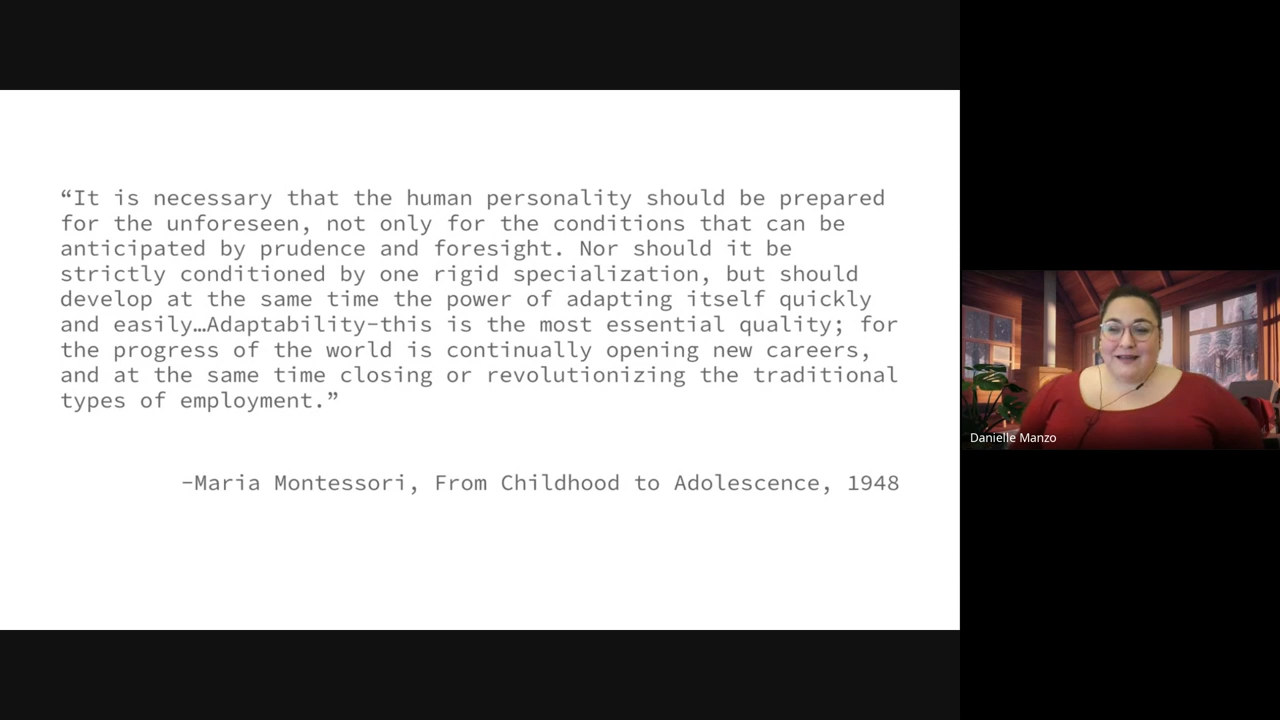 “It is necessary that the human personality should be prepared
for the unforeseen, not only for the conditions that can be
anticipated by prudence and foresight. Nor should it be
strictly conditioned by one rigid specialization, but should
develop at the same time the power of adapting itself quickly
and easily…Adaptability-this is the most essential quality; for
the progress of the world is continually opening new careers,
and at the same time closing or revolutionizing the traditional
types of employment.”
-Maria Montessori, From Childhood to Adolescence, 1948
Danielle Manzo